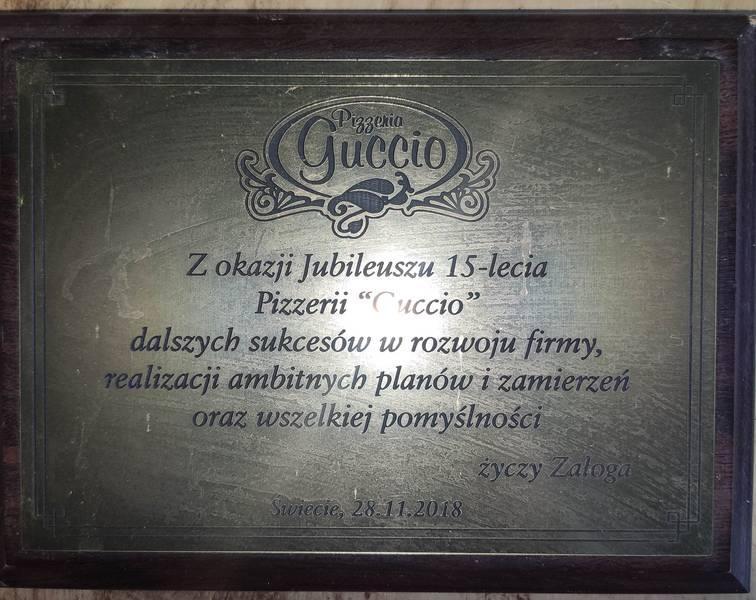 Pizzeria
Guccio
Z okazji Jubileuszu 15-lecia
Pizzerii “Guccio”
dalszych sukcesów w rozwoju firmy,
realizacji ambitnych planów i zamierzeń
oraz wszelkiej pomyślności
życzy Załoga
Świecie, 28.11.2018